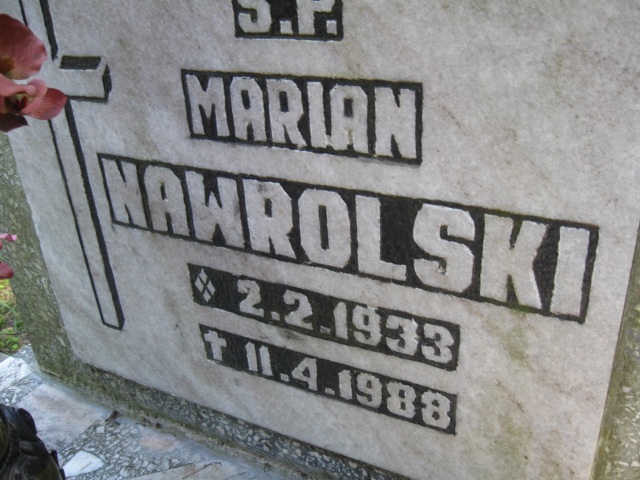 Ś.P.
MARIAN
NAWROLSKI
2.2.1933
✝ 11.4.1988